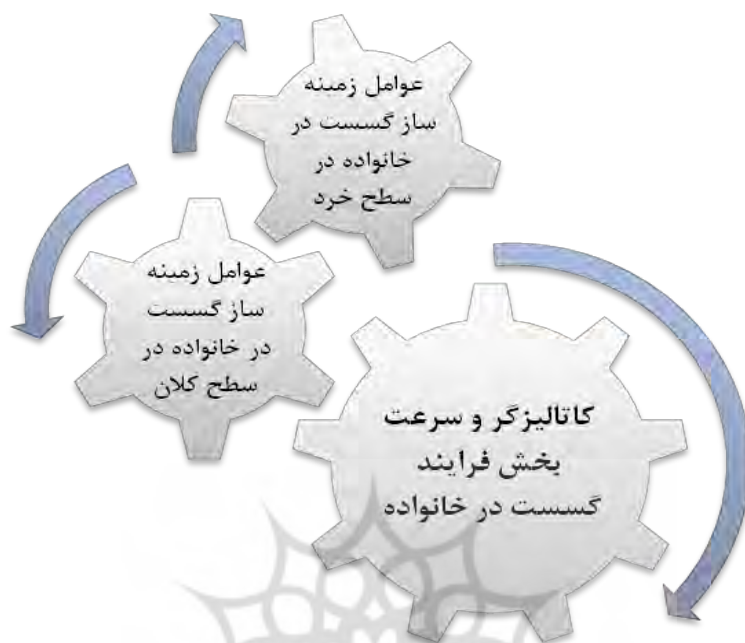 عوامل زمینه
ساز گسست در
خانواده در
سطح خرد
عوامل زمینه
ساز گسست
در خانواده در
سطح کلان
کاتالیزگر و سرعت
بخش فرایند
گسست در خانواده